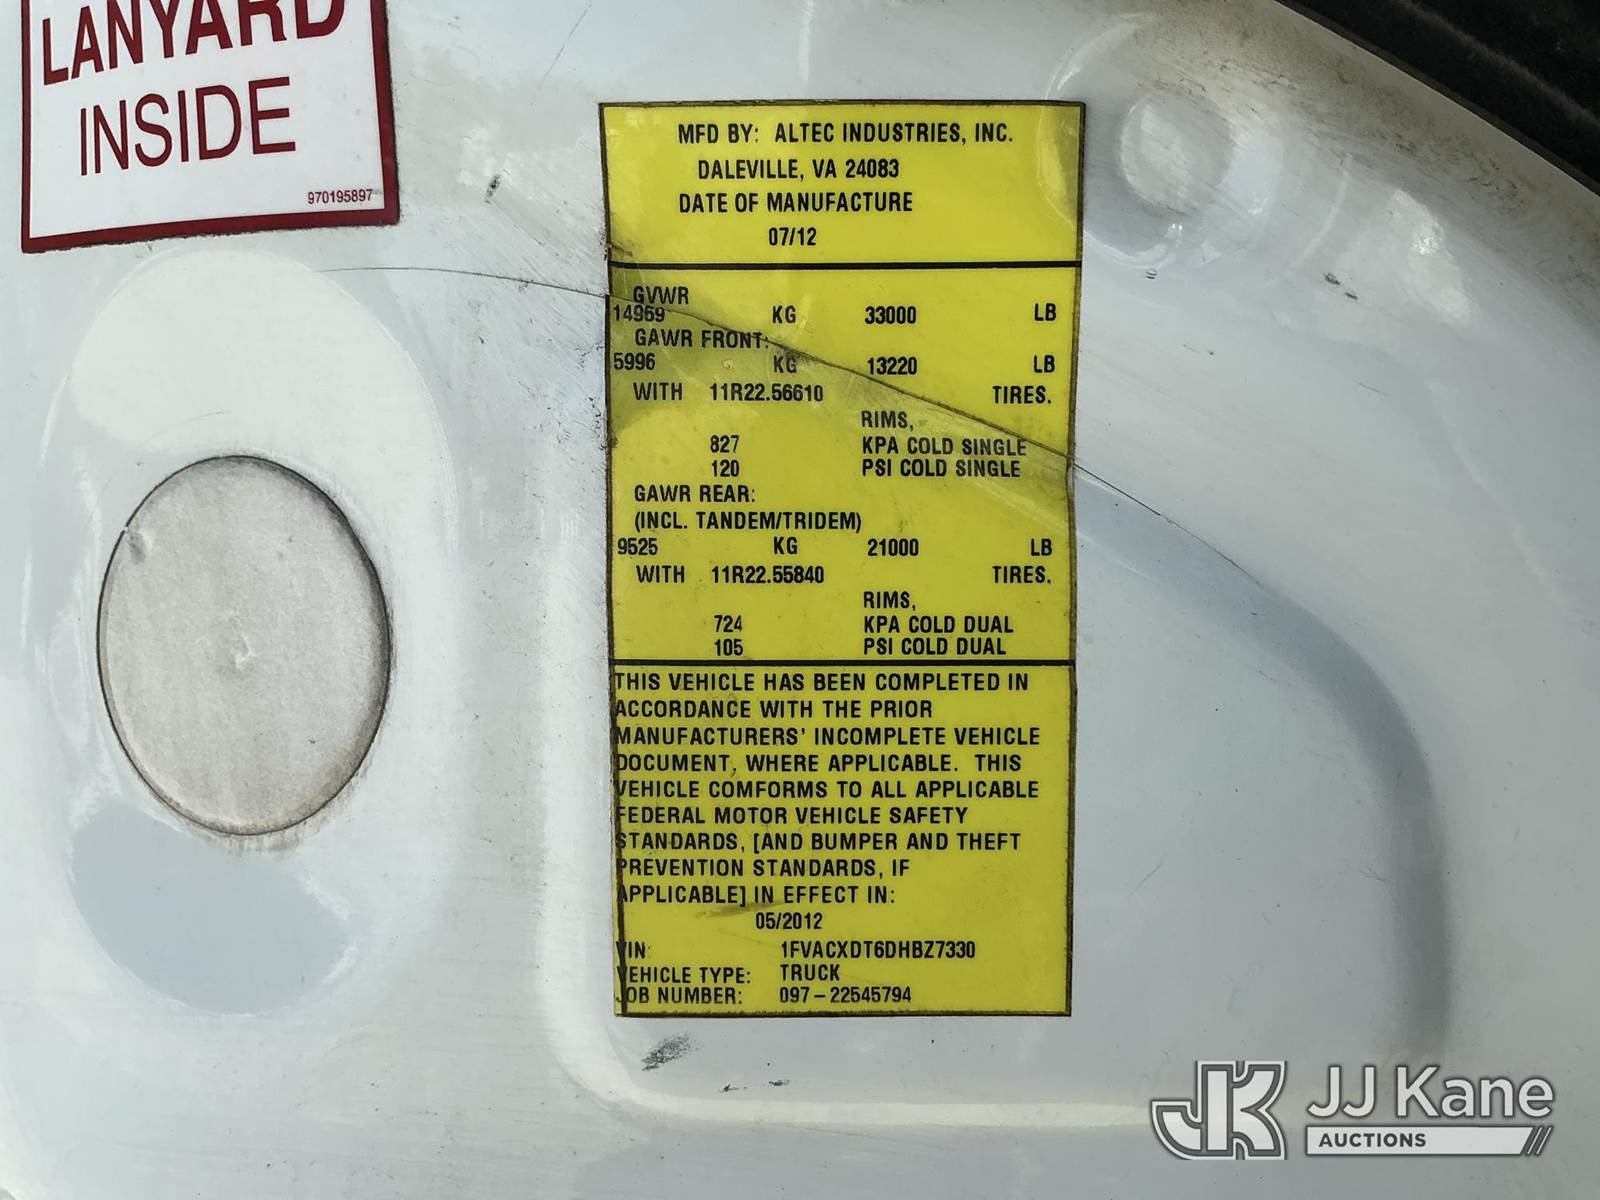 LANYARD
INSIDE
970195897
MFD BY: ALTEC INDUSTRIES, INC.
DALEVILLE, VA 24083
DATE OF MANUFACTURE
07/12
GVWR
14969 KG 33000 LB
GAWR FRONT:
5996 KG 13220 LB
WITH 11R22.56610 TIRES.
RIMS,
827 KPA COLD SINGLE
120 PSI COLD SINGLE
GAWR REAR:
(INCL. TANDEM/TRIDEM)
9525 KG 21000 LB
WITH 11R22.55840 TIRES.
RIMS,
724 KPA COLD DUAL
105 PSI COLD DUAL
THIS VEHICLE HAS BEEN COMPLETED IN
ACCORDANCE WITH THE PRIOR
MANUFACTURERS' INCOMPLETE VEHICLE
DOCUMENT, WHERE APPLICABLE. THIS
VEHICLE COMFORMS TO ALL APPLICABLE
FEDERAL MOTOR VEHICLE SAFETY
STANDARDS, [AND BUMPER AND THEFT
PREVENTION STANDARDS, IF
APPLICABLE] IN EFFECT IN:
05/2012
VIN: 1FVACXDT6DHBZ7330
VEHICLE TYPE: TRUCK
JOB NUMBER: 097-22545794
JK JJ Kane
AUCTIONS